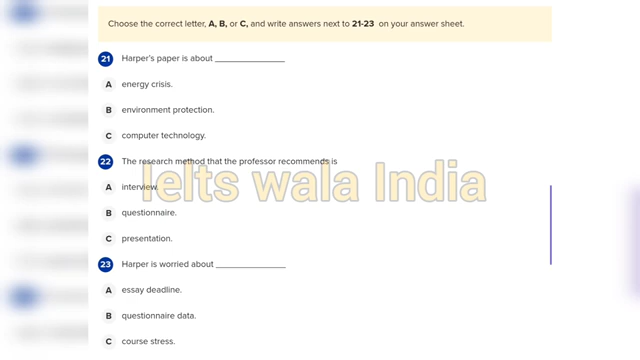 Choose the correct letter, A, B, or C, and write answers next to 21-23 on your answer sheet.
21 Harper's paper is about ______________
A energy crisis.
B environment protection.
C computer technology.
22 The research method that the professor recommends is
Ielts wala India
A interview.
B questionnaire.
C presentation.
23 Harper is worried about ______________
A essay deadline.
B questionnaire data.
C course stress.